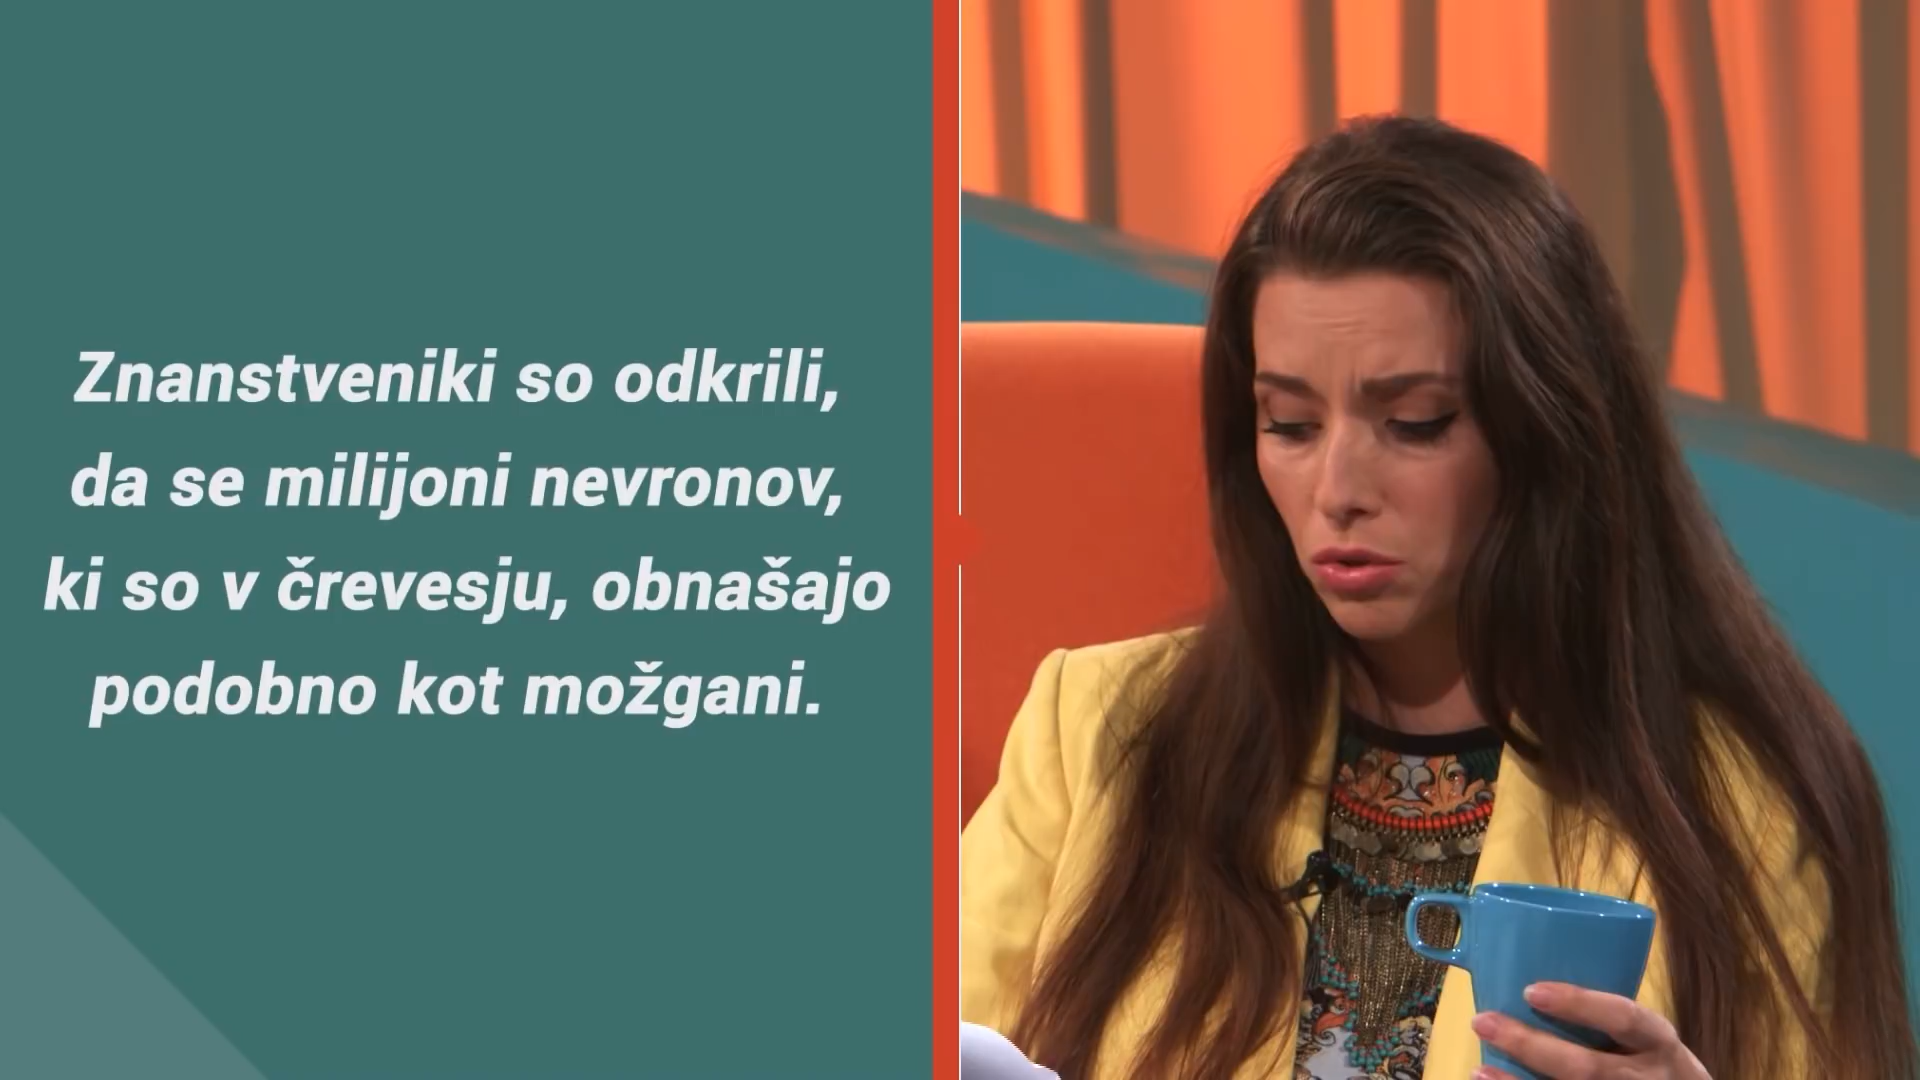 Znanstveniki so odkrili,
da se milijoni nevronov,
ki so v črevesju, obnašajo
podobno kot možgani.